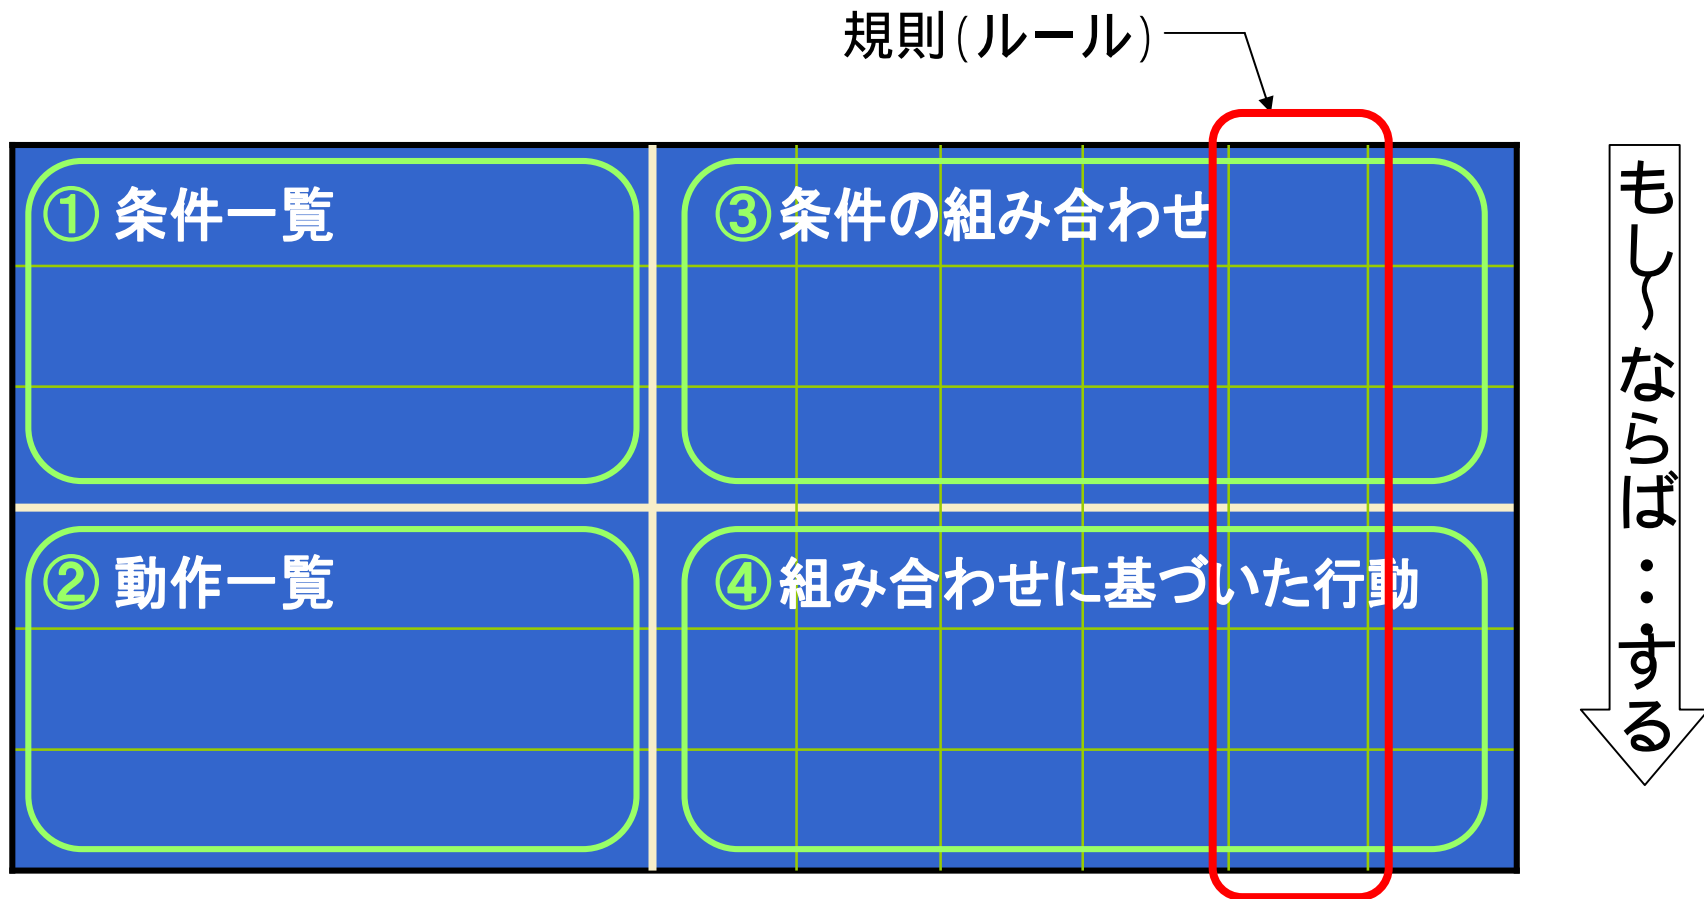 規則(ルール)
① 条件一覧
③条件の組み合わせ
② 動作一覧
④組み合わせに基づいた行動
もし～ならば…する